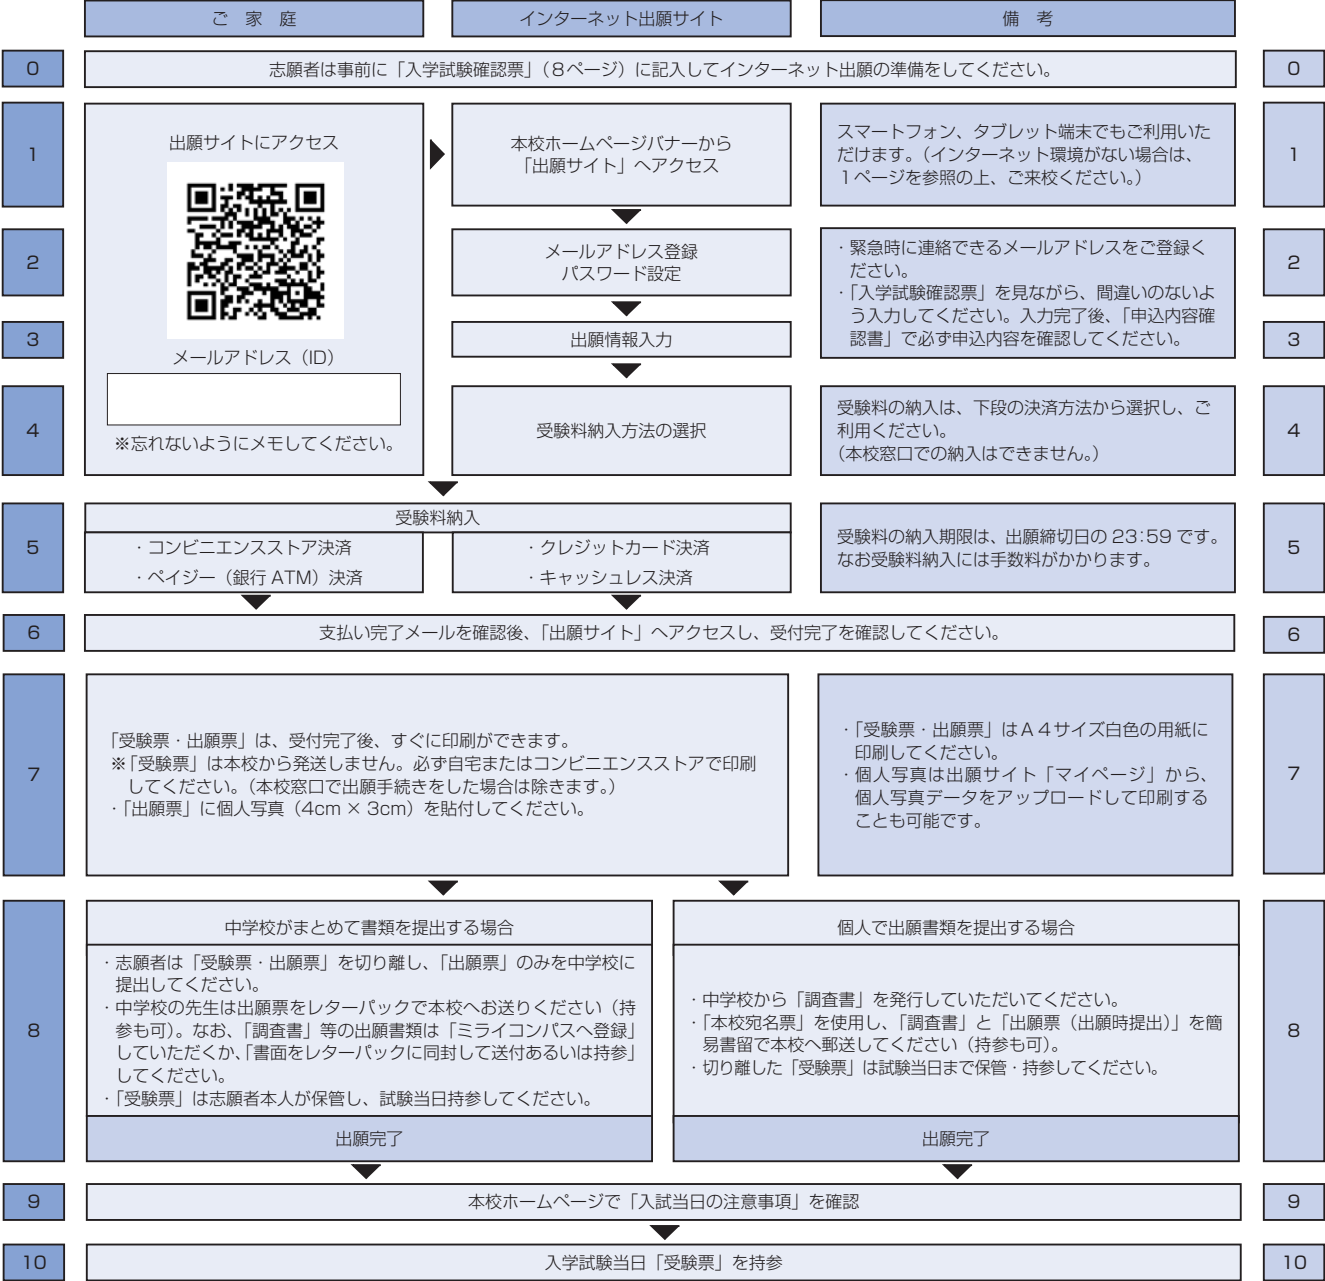 ご 家 庭
インターネット出願サイト
備 考
0
志願者は事前に「入学試験確認票」（8ページ）に記入してインターネット出願の準備をしてください。
0
1
出願サイトにアクセス
メールアドレス（ID）
※忘れないようにメモしてください。
本校ホームページバナーから
「出願サイト」へアクセス
スマートフォン、タブレット端末でもご利用いた
だけます。（インターネット環境がない場合は、
1ページを参照の上、ご来校ください。）
1
2
メールアドレス登録
パスワード設定
・緊急時に連絡できるメールアドレスをご登録く
ださい。
・「入学試験確認票」を見ながら、間違いのないよ
う入力してください。入力完了後、「申込内容確
認書」で必ず申込内容を確認してください。
2
3
出願情報入力
3
4
受験料納入方法の選択
受験料の納入は、下段の決済方法から選択し、ご
利用ください。
（本校窓口での納入はできません。）
4
5
受験料納入
・コンビニエンスストア決済
・ペイジー（銀行 ATM）決済
・クレジットカード決済
・キャッシュレス決済
受験料の納入期限は、出願締切日の 23:59 です。
なお受験料納入には手数料がかかります。
5
6
支払い完了メールを確認後、「出願サイト」へアクセスし、受付完了を確認してください。
6
7
「受験票・出願票」は、受付完了後、すぐに印刷ができます。
※「受験票」は本校から発送しません。必ず自宅またはコンビニエンスストアで印刷
してください。（本校窓口で出願手続きをした場合は除きます。）
・「出願票」に個人写真（4cm × 3cm）を貼付してください。
・「受験票・出願票」はＡ４サイズ白色の用紙に
印刷してください。
・個人写真は出願サイト「マイページ」から、
個人写真データをアップロードして印刷する
ことも可能です。
7
8
中学校がまとめて書類を提出する場合
・志願者は「受験票・出願票」を切り離し、「出願票」のみを中学校に
提出してください。
・中学校の先生は出願票をレターパックで本校へお送りください（持
参も可）。なお、「調査書」等の出願書類は「ミライコンパスへ登録」
していただくか、「書面をレターパックに同封して送付あるいは持参」
してください。
・「受験票」は志願者本人が保管し、試験当日持参してください。
出願完了
個人で出願書類を提出する場合
・中学校から「調査書」を発行していただいてください。
・「本校宛名票」を使用し、「調査書」と「出願票（出願時提出）」を簡
易書留で本校へ郵送してください（持参も可）。
・切り離した「受験票」は試験当日まで保管・持参してください。
出願完了
8
9
本校ホームページで「入試当日の注意事項」を確認
9
10
入学試験当日「受験票」を持参
10